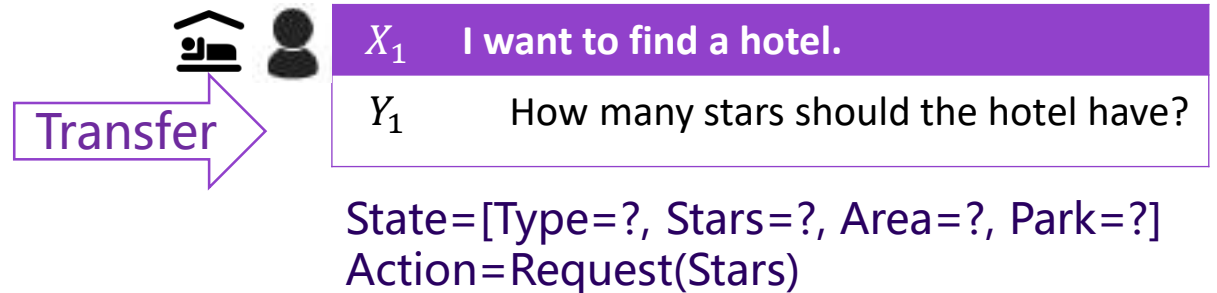 X₁ I want to find a hotel.
Transfer
Y₁ How many stars should the hotel have?
State=[Type=?, Stars=?, Area=?, Park=?]
Action=Request(Stars)